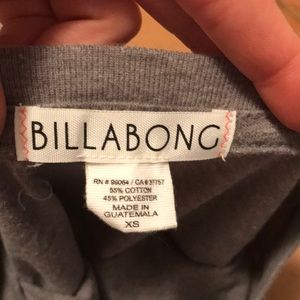 BILLABONG
RN # 99064 / CA # 37757
55% COTTON
45% POLYESTER
MADE IN
GUATEMALA
XS